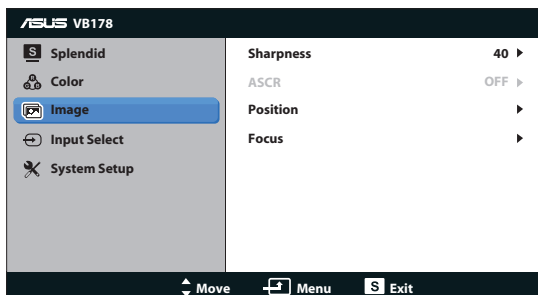 ASUS VB178
S Splendid
Color
Image
Input Select
System Setup
Sharpness 40
ASCR OFF
Position
Focus
Move Menu S Exit